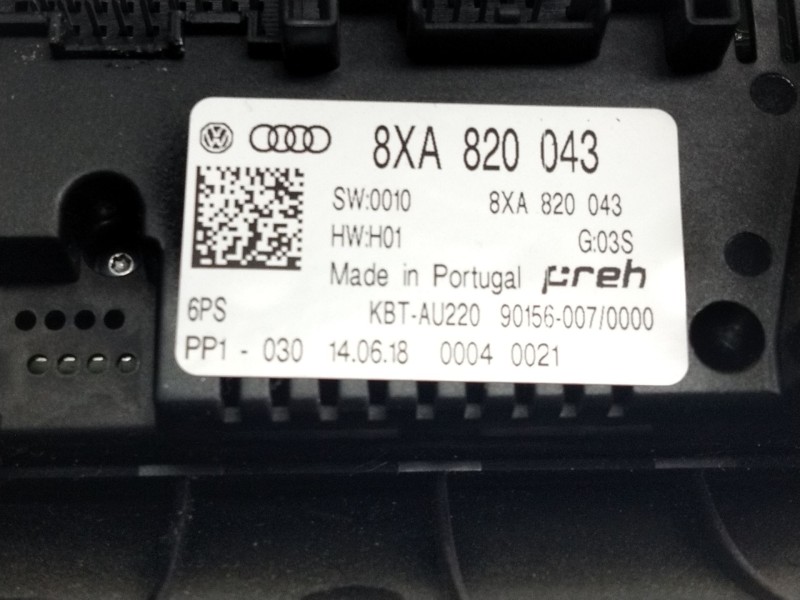 8XA 820 043
SW:0010 8XA 820 043
HW:H01 G:03S
Made in Portugal preh
6PS KBT-AU220 90156-007/0000
PP1 - 030 14.06.18 0004 0021